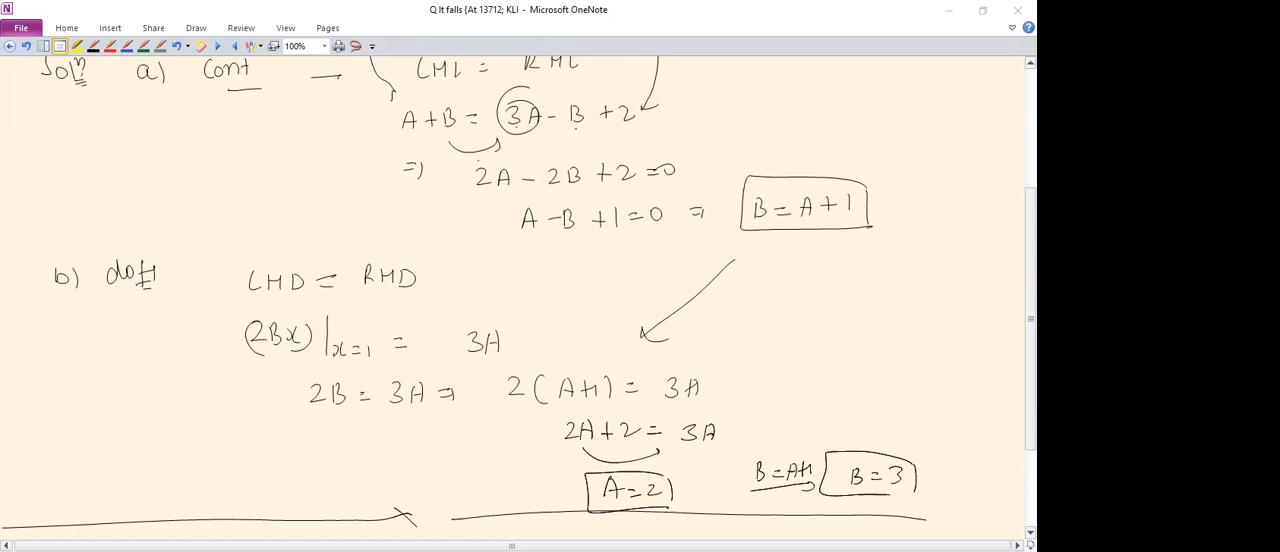 Q It falls {At 13712; KLI - Microsoft OneNote
File Home Insert Share Draw Review View Pages
100%
Solⁿ a) Cont → LHL = RHL
A + B = 3A - B + 2
⇒ 2A - 2B + 2 = 0
A - B + 1 = 0 ⇒ B = A + 1
b) diff LHD = RHD
(2Bx)|x=1 = 3A
2B = 3A ⇒ 2(A+1) = 3A
2A + 2 = 3A
B = A+1 B = 3
A = 2